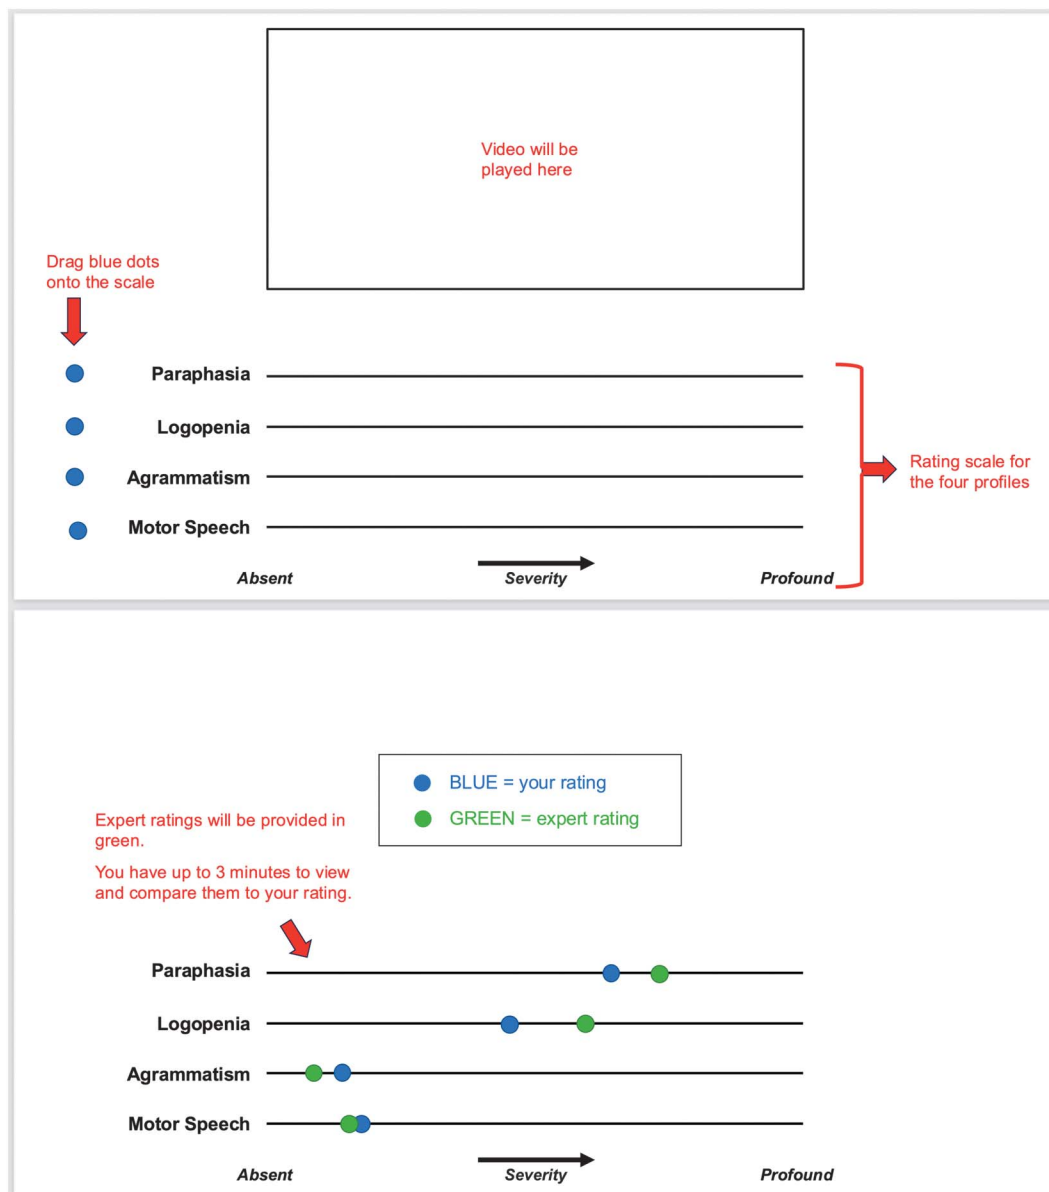 Video will be
played here
Drag blue dots
onto the scale
Paraphasia
Logopenia
Agrammatism
Motor Speech
Rating scale for
the four profiles
Absent
Severity
Profound
BLUE = your rating
GREEN = expert rating
Expert ratings will be provided in
green.
You have up to 3 minutes to view
and compare them to your rating.
Paraphasia
Logopenia
Agrammatism
Motor Speech
Absent
Severity
Profound